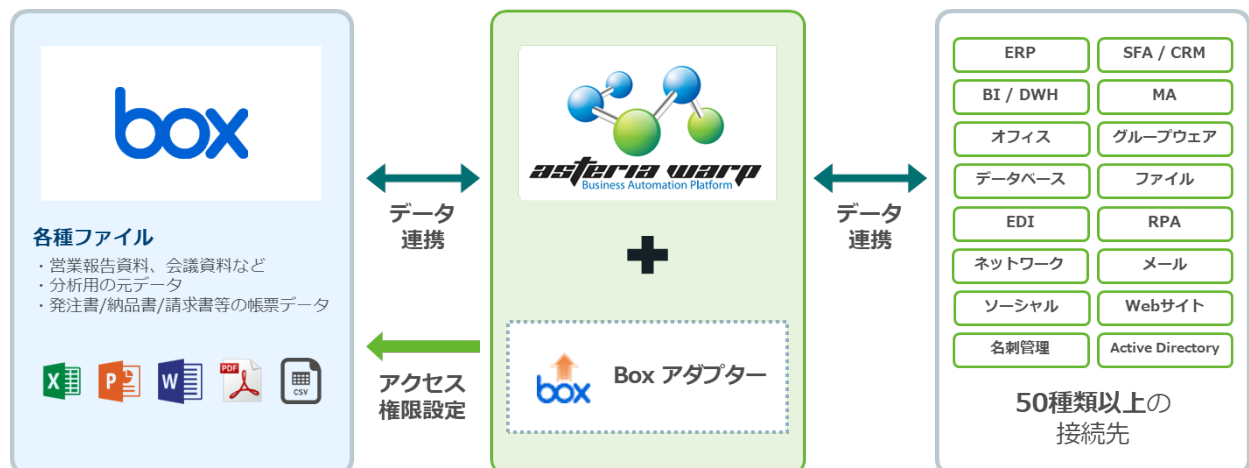 box
各種ファイル
・営業報告資料、会議資料など
・分析用の元データ
・発注書/納品書/請求書等の帳票データ
X
P
W
PDF
CSV
データ
連携
アクセス
権限設定
asteria warp
Business Automation Platform
+
box
Box アダプター
データ
連携
ERP
SFA / CRM
BI / DWH
MA
オフィス
グループウェア
データベース
ファイル
EDI
RPA
ネットワーク
メール
ソーシャル
Webサイト
名刺管理
Active Directory
50種類以上の
接続先